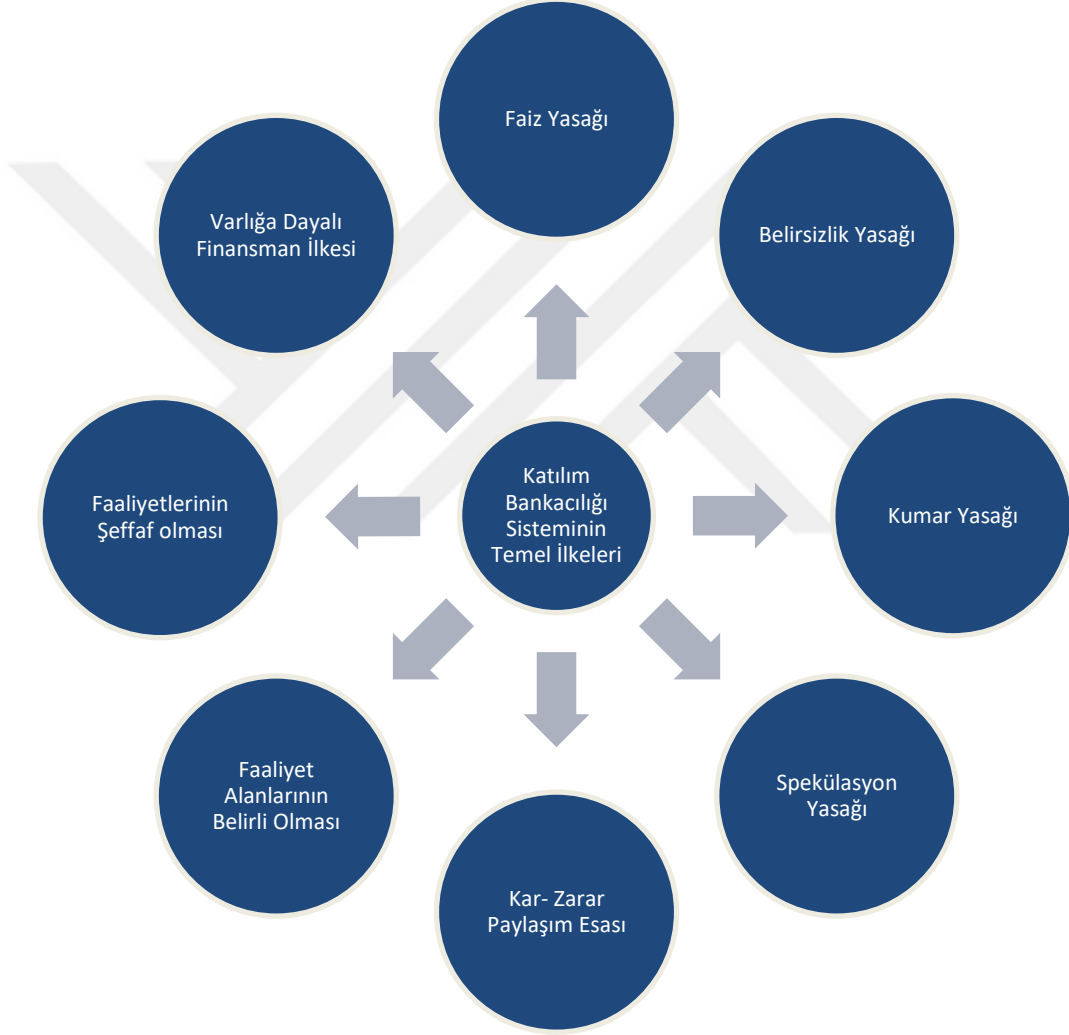 Faiz Yasağı
Varlığa Dayalı
Finansman İlkesi
Belirsizlik Yasağı
Faaliyetlerinin
Şeffaf olması
Katılım
Bankacılığı
Sisteminin
Temel İlkeleri
Kumar Yasağı
Faaliyet
Alanlarının
Belirli Olması
Spekülasyon
Yasağı
Kar- Zarar
Paylaşım Esası